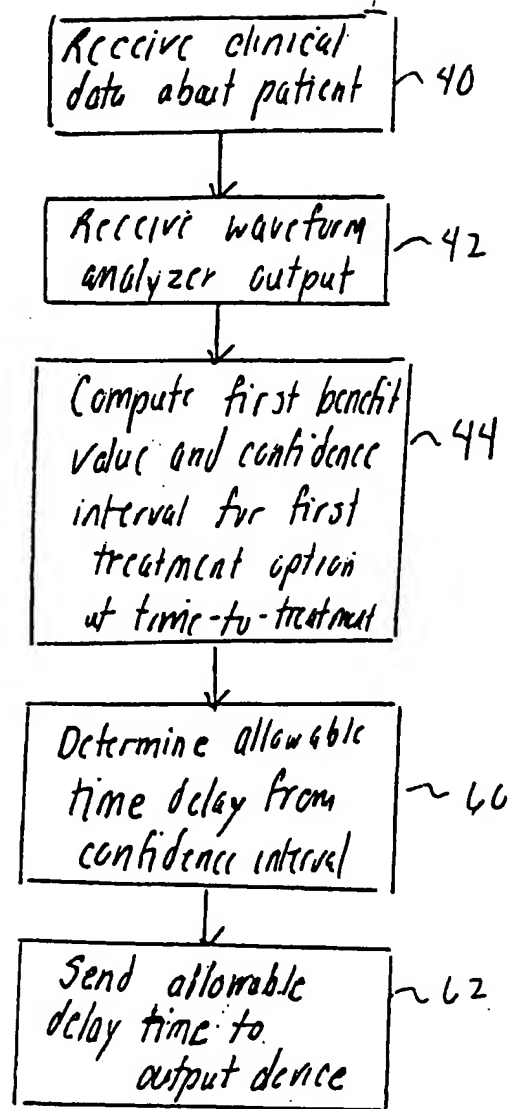 Receive clinical
data about patient
40
Receive waveform
analyzer output
42
Compute first benefit
value and confidence
interval for first
treatment option
at time-to-treatment
44
Determine allowable
time delay from
confidence interval
60
Send allowable
delay time to
output device
62